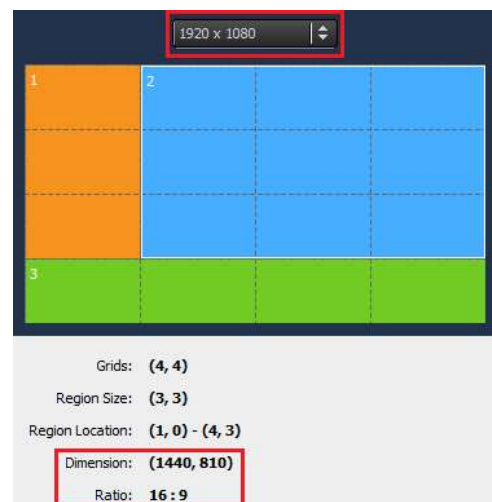 1920 x 1080
1 2
3
Grids: (4, 4)
Region Size: (3, 3)
Region Location: (1, 0) - (4, 3)
Dimension: (1440, 810)
Ratio: 16 : 9